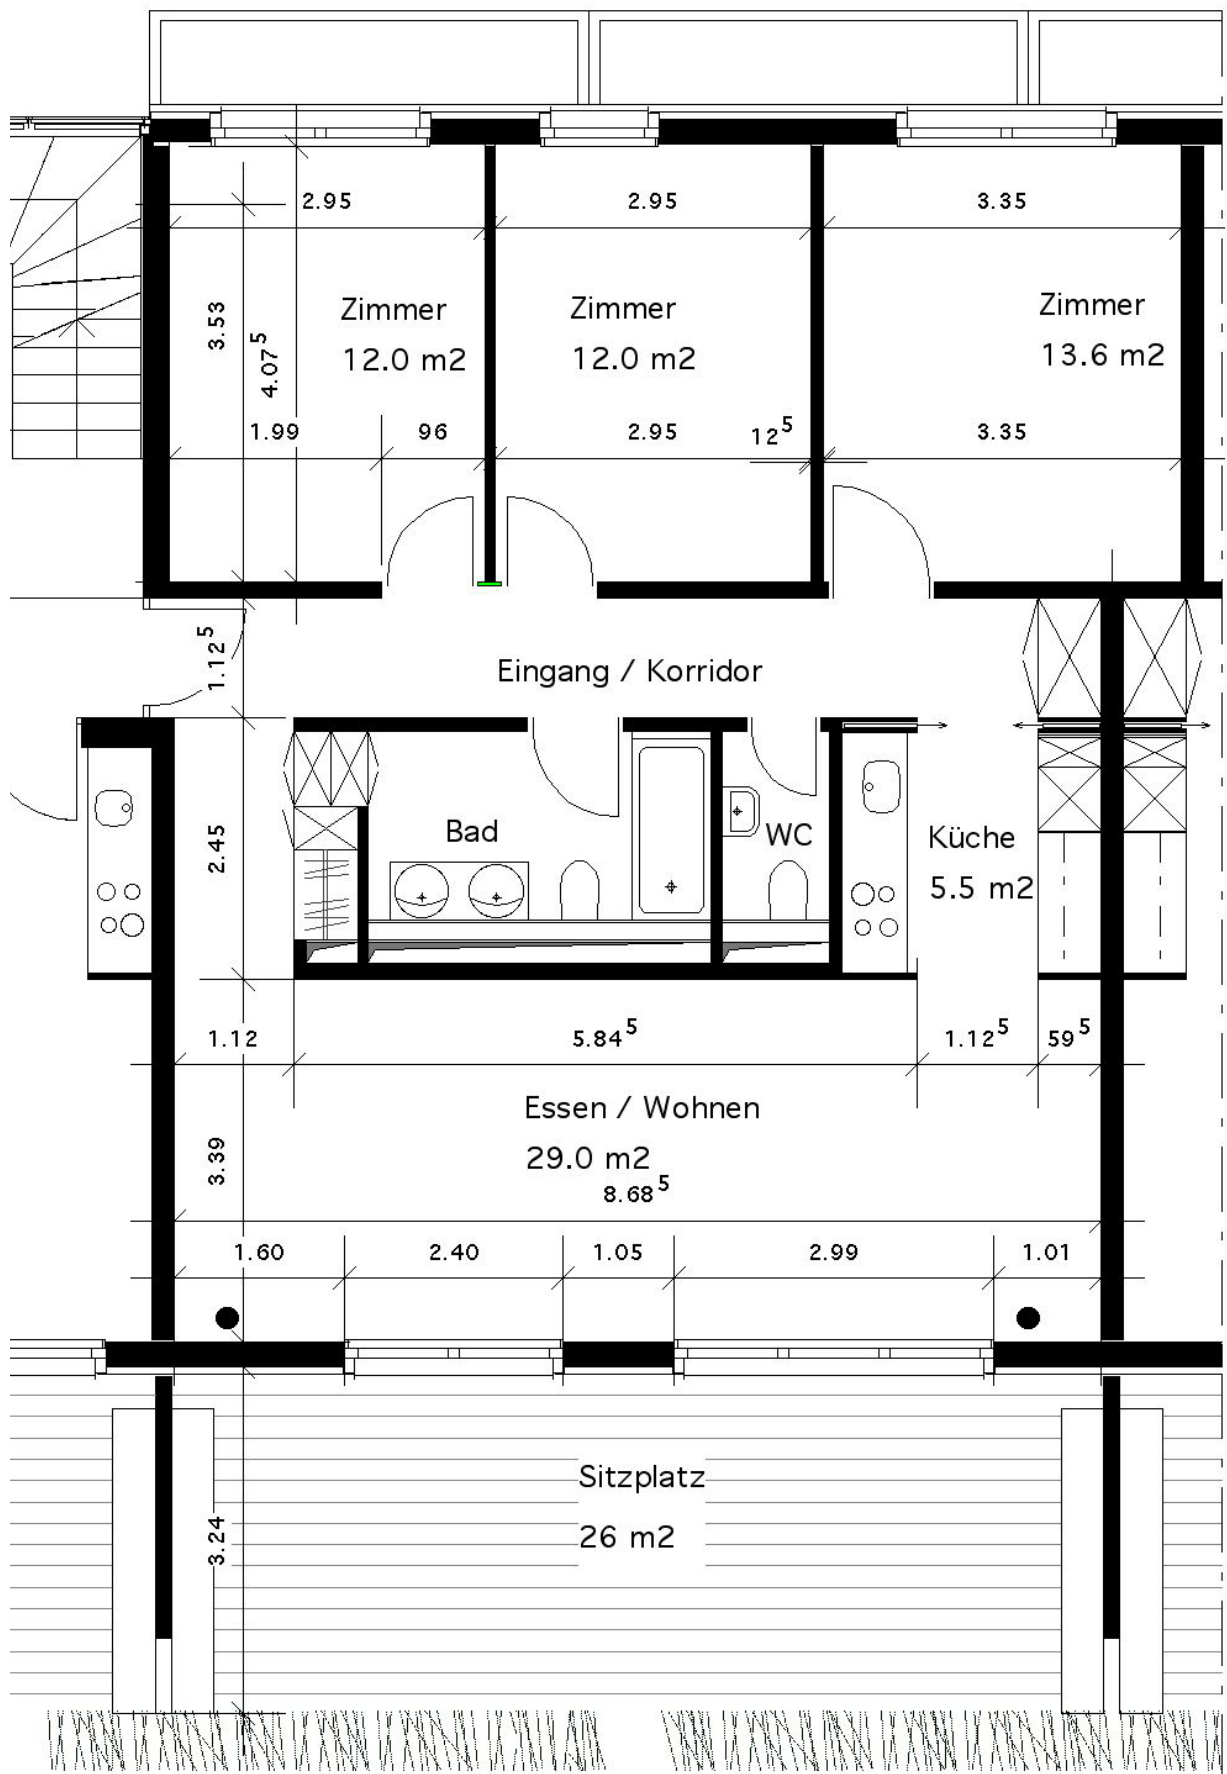 2.95
2.95
3.35
Zimmer
12.0 m2
Zimmer
12.0 m2
Zimmer
13.6 m2
3.53
4.07⁵
1.99
96
2.95
12⁵
3.35
1.12⁵
Eingang / Korridor
2.45
Bad
WC
Küche
5.5 m2
1.12
5.84⁵
1.12⁵
59⁵
Essen / Wohnen
29.0 m2
3.39
8.68⁵
1.60
2.40
1.05
2.99
1.01
Sitzplatz
26 m2
3.24